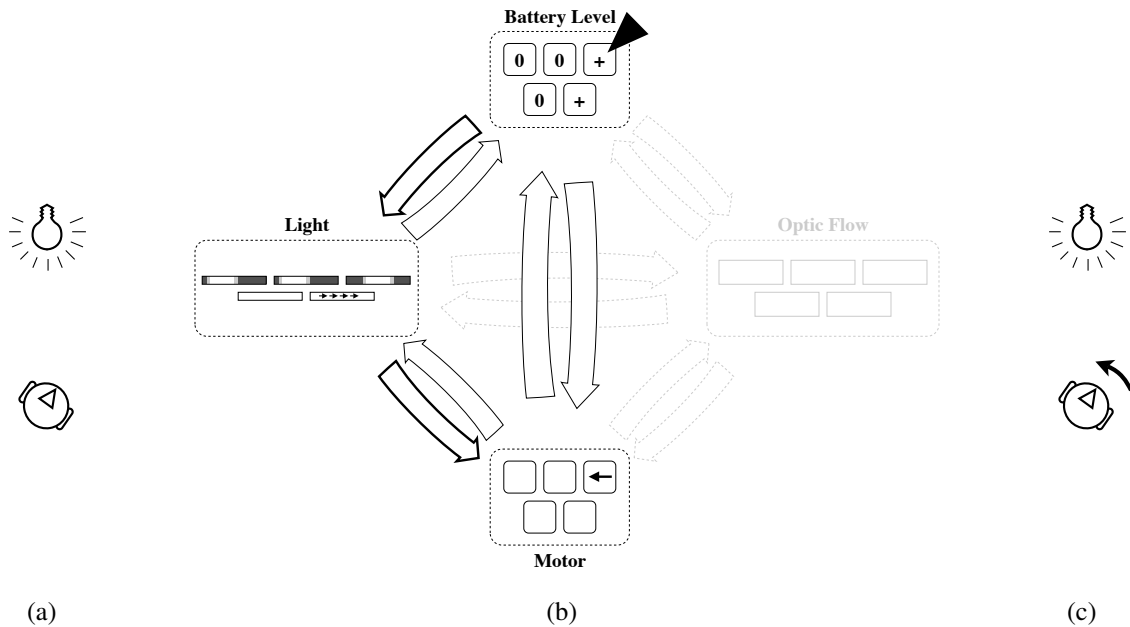 Battery Level
0 0 +
0 +
Light
Optic Flow
Motor
(a) (b) (c)